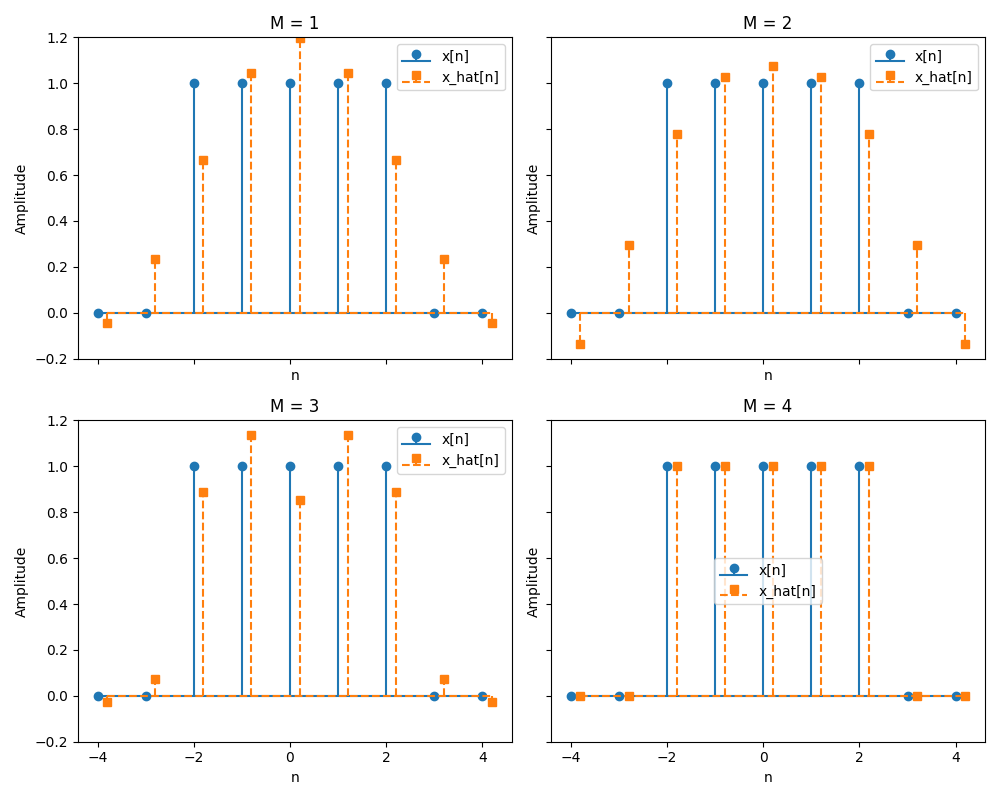 M = 1
1.2
1.0
0.8
0.6
0.4
0.2
0.0
−0.2
Amplitude
n
x[n]
x_hat[n]
M = 2
Amplitude
n
x[n]
x_hat[n]
M = 3
1.2
1.0
0.8
0.6
0.4
0.2
0.0
−0.2
Amplitude
−4 −2 0 2 4
n
x[n]
x_hat[n]
M = 4
Amplitude
−4 −2 0 2 4
n
x[n]
x_hat[n]